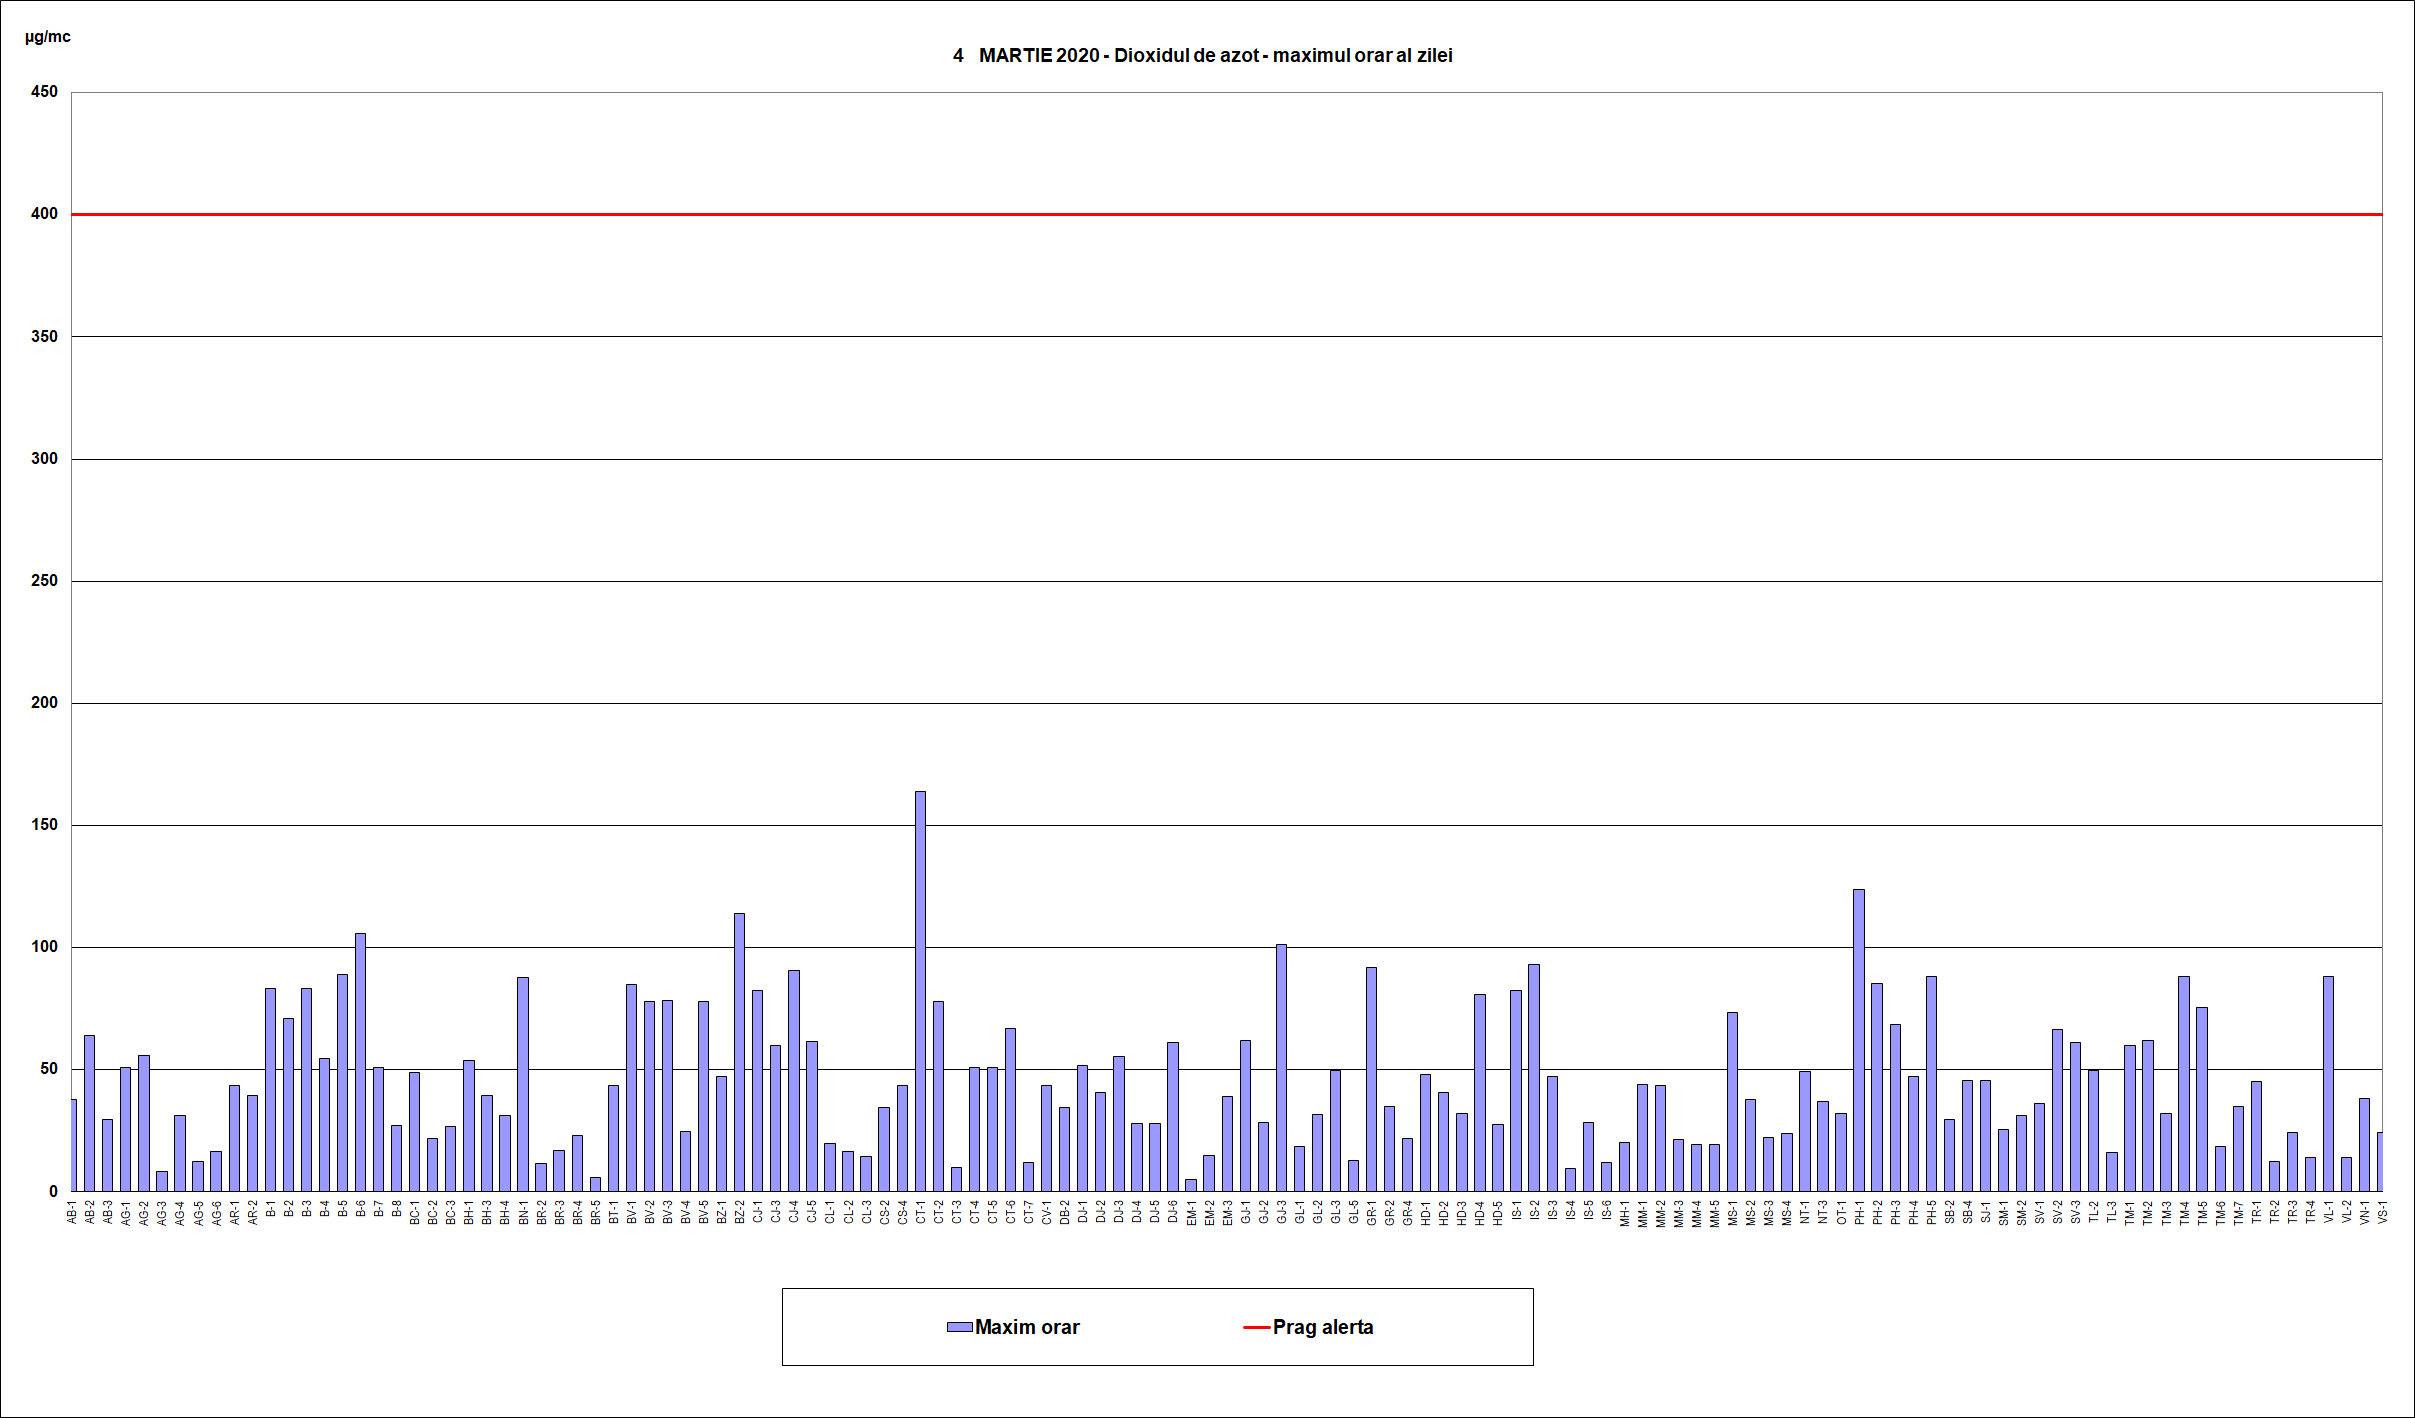 µg/mc
4 MARTIE 2020 - Dioxidul de azot - maximul orar al zilei
450
400
350
300
250
200
150
100
50
0
AB-1 AB-2 AB-3 AG-1 AG-2 AG-3 AG-4 AG-5 AG-6 AR-1 AR-2 B-1 B-2 B-3 B-4 B-5 B-6 B-7 B-8 BC-1 BC-2 BC-3 BH-1 BH-3 BH-4 BN-1 BR-2 BR-3 BR-4 BR-5 BT-1 BV-1 BV-2 BV-3 BV-4 BV-5 BZ-1 BZ-2 CJ-1 CJ-3 CJ-4 CJ-5 CL-1 CL-2 CL-3 CS-2 CS-4 CT-1 CT-2 CT-3 CT-4 CT-5 CT-6 CT-7 CV-1 DB-2 DJ-1 DJ-2 DJ-3 DJ-4 DJ-5 DJ-6 EM-1 EM-2 EM-3 GJ-1 GJ-2 GJ-3 GL-1 GL-2 GL-3 GL-5 GR-1 GR-2 GR-4 HD-1 HD-2 HD-3 HD-4 HD-5 IS-1 IS-2 IS-3 IS-4 IS-5 IS-6 MH-1 MM-1 MM-2 MM-3 MM-4 MM-5 MS-1 MS-2 MS-3 MS-4 NT-1 NT-3 OT-1 PH-1 PH-2 PH-3 PH-4 PH-5 SB-2 SB-4 SJ-1 SM-1 SM-2 SV-1 SV-2 SV-3 TL-2 TL-3 TM-1 TM-2 TM-3 TM-4 TM-5 TM-6 TM-7 TR-1 TR-2 TR-3 TR-4 VL-1 VL-2 VN-1 VS-1
Maxim orar Prag alerta